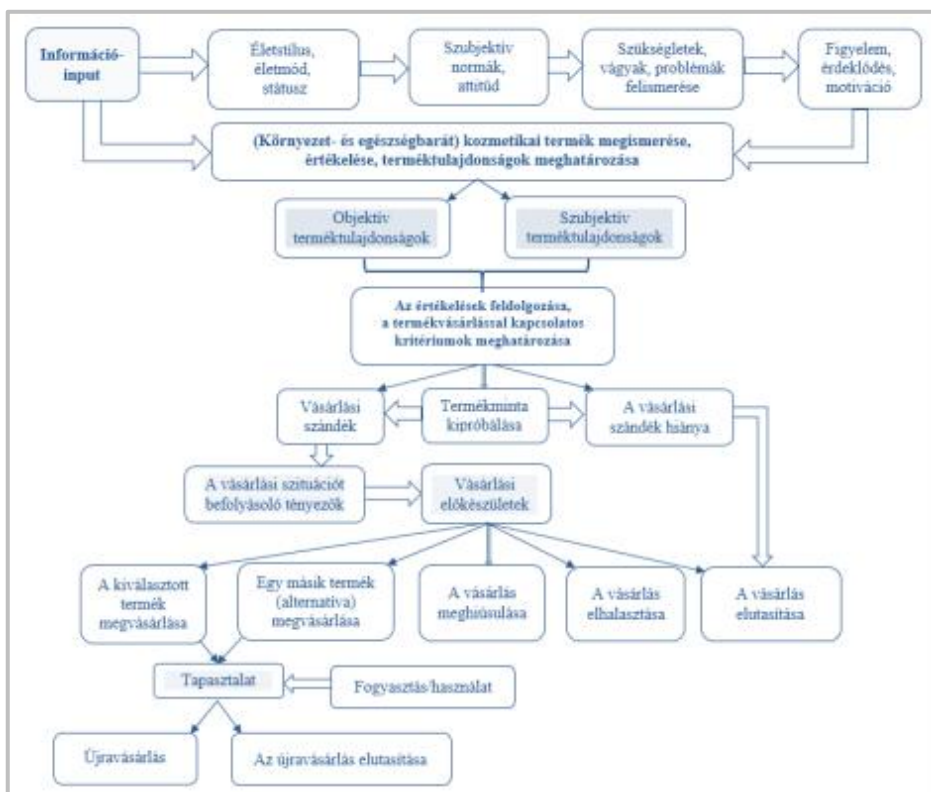 Információ-
input
Életstílus,
életmód,
státusz
Szubjektív
normák,
attitűd
Szükségletek,
vágyak, problémák
felismerése
Figyelem,
érdeklődés,
motiváció
(Környezet- és egészségbarát) kozmetikai termék megismerése,
értékelése, terméktulajdonságok meghatározása
Objektív
terméktulajdonságok
Szubjektív
terméktulajdonságok
Az értékelések feldolgozása,
a termékvásárlással kapcsolatos
kritériumok meghatározása
Vásárlási
szándék
Termékminta
kipróbálása
A vásárlási
szándék hiánya
A vásárlási szituációt
befolyásoló tényezők
Vásárlási
előkészületek
A kiválasztott
termék
megvásárlása
Egy másik termék
(alternatíva)
megvásárlása
A vásárlás
meghiúsulása
A vásárlás
elhalasztása
A vásárlás
elutasítása
Tapasztalat
Fogyasztás/használat
Újravásárlás
Az újravásárlás elutasítása